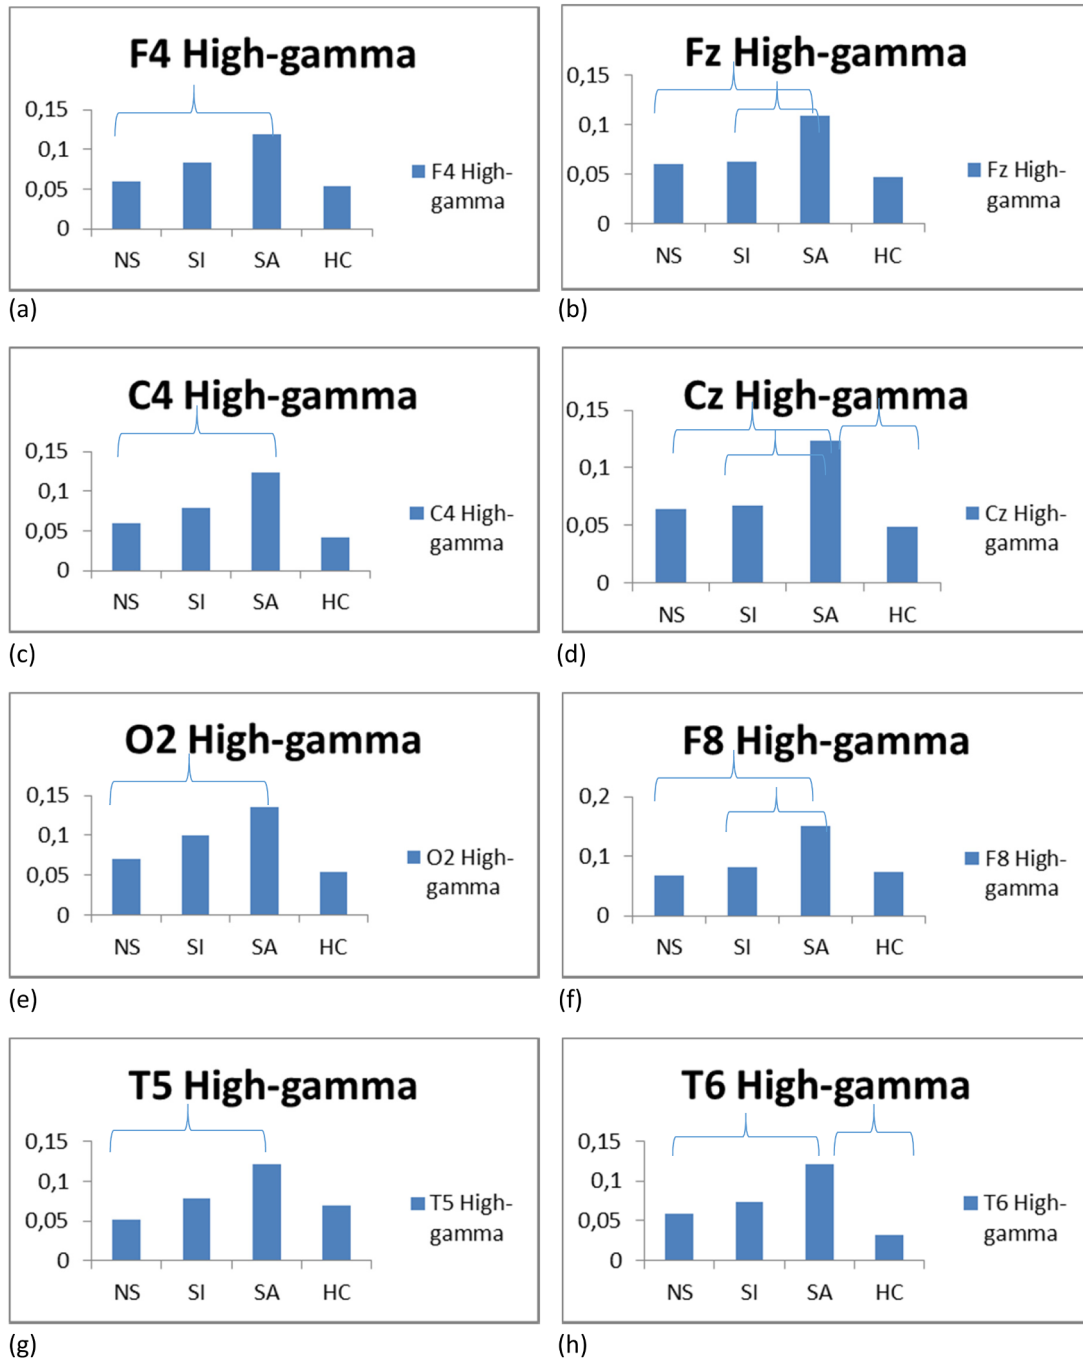 F4 High-gamma
0,15
0,1
0,05
0
NS SI SA HC
F4 High-
gamma
(a)
Fz High-gamma
0,15
0,1
0,05
0
NS SI SA HC
Fz High-
gamma
(b)
C4 High-gamma
0,15
0,1
0,05
0
NS SI SA HC
C4 High-
gamma
(c)
Cz High-gamma
0,15
0,1
0,05
0
NS SI SA HC
Cz High-
gamma
(d)
O2 High-gamma
0,15
0,1
0,05
0
NS SI SA HC
O2 High-
gamma
(e)
F8 High-gamma
0,2
0,1
0
NS SI SA HC
F8 High-
gamma
(f)
T5 High-gamma
0,15
0,1
0,05
0
NS SI SA HC
T5 High-
gamma
(g)
T6 High-gamma
0,15
0,1
0,05
0
NS SI SA HC
T6 High-
gamma
(h)